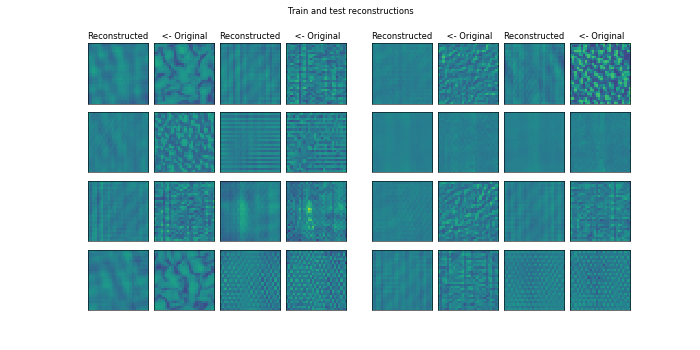 Train and test reconstructions
Reconstructed <- Original Reconstructed <- Original Reconstructed <- Original Reconstructed <- Original